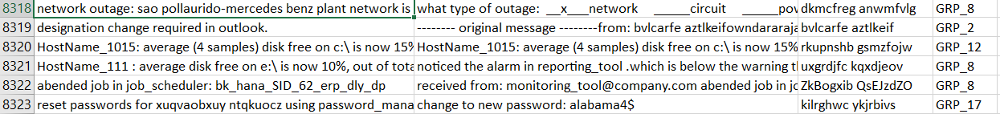 8318 network outage: sao pollaurido-mercedes benz plant network is what type of outage: __x___network _____circuit _____pov dkmcfreg anwmfvlg GRP_8
8319 designation change required in outlook. -------- original message --------from: bvlcarfe aztlkeifowndararaja bvlcarfe aztlkeif GRP_2
8320 HostName_1015: average (4 samples) disk free on c:\ is now 15% HostName_1015: average (4 samples) disk free on c:\ is now 15% rkupnshb gsmzfojw GRP_12
8321 HostName_111 : average disk free on e:\ is now 10%, out of tota noticed the alarm in reporting_tool .which is below the warning tl uxgrdjfc kqxdjeov GRP_8
8322 abended job in job_scheduler: bk_hana_SID_62_erp_dly_dp received from: monitoring_tool@company.com abended job in jc ZkBogxib QsEJzdZO GRP_8
8323 reset passwords for xuqvaobxuy ntqkuocz using password_mana change to new password: alabama4$ kilrghwc ykjrbivs GRP_17